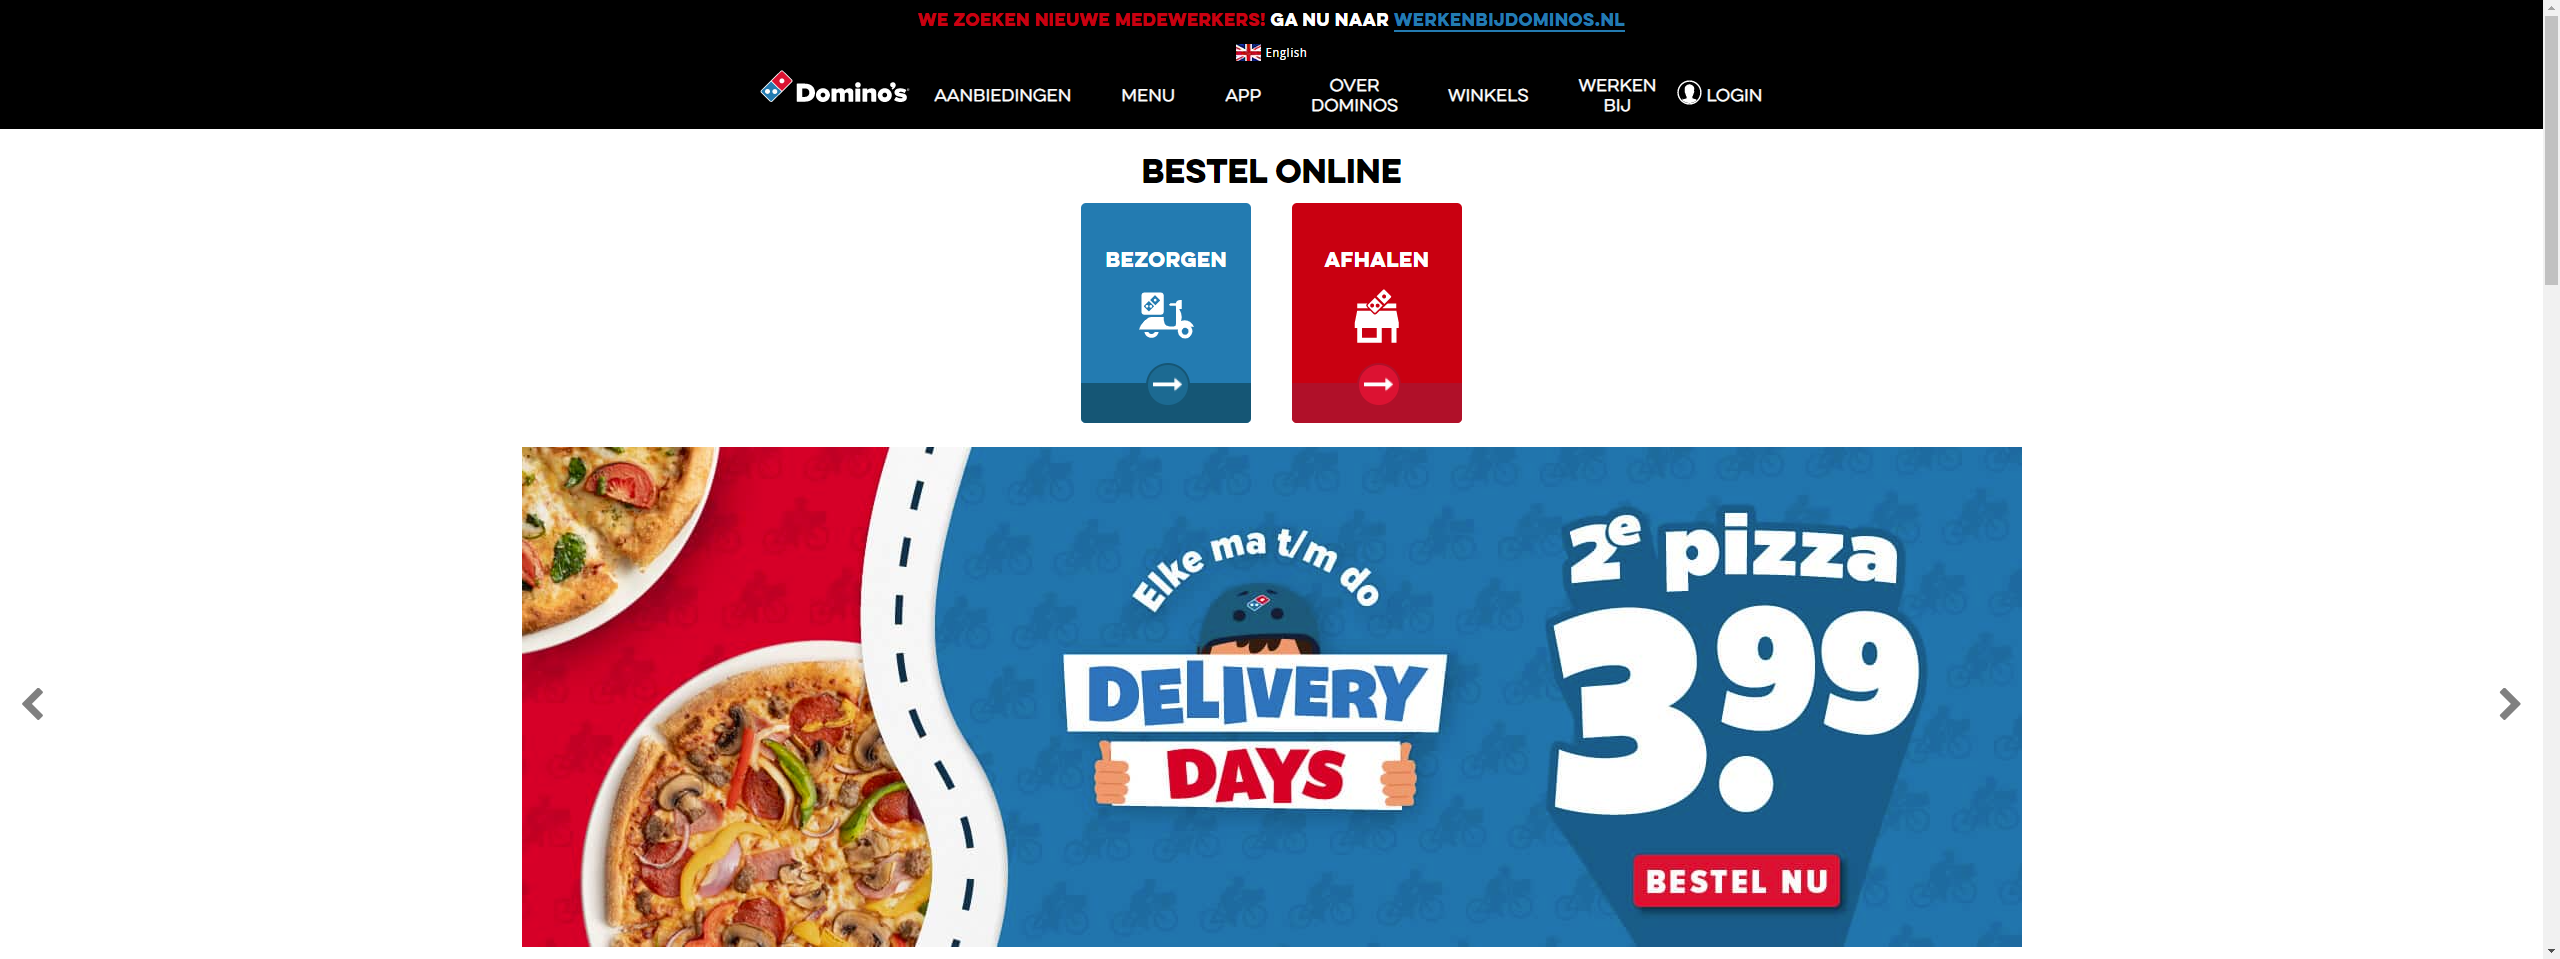 WE ZOEKEN NIEUWE MEDEWERKERS! GA NU NAAR WERKENBIJDOMINOS.NL
English
Domino's
AANBIEDINGEN
MENU
APP
OVER
DOMINOS
WINKELS
WERKEN
BIJ
LOGIN
BESTEL ONLINE
BEZORGEN
AFHALEN
Elke ma t/m do
DELIVERY
DAYS
2e pizza
3.99
BESTEL NU